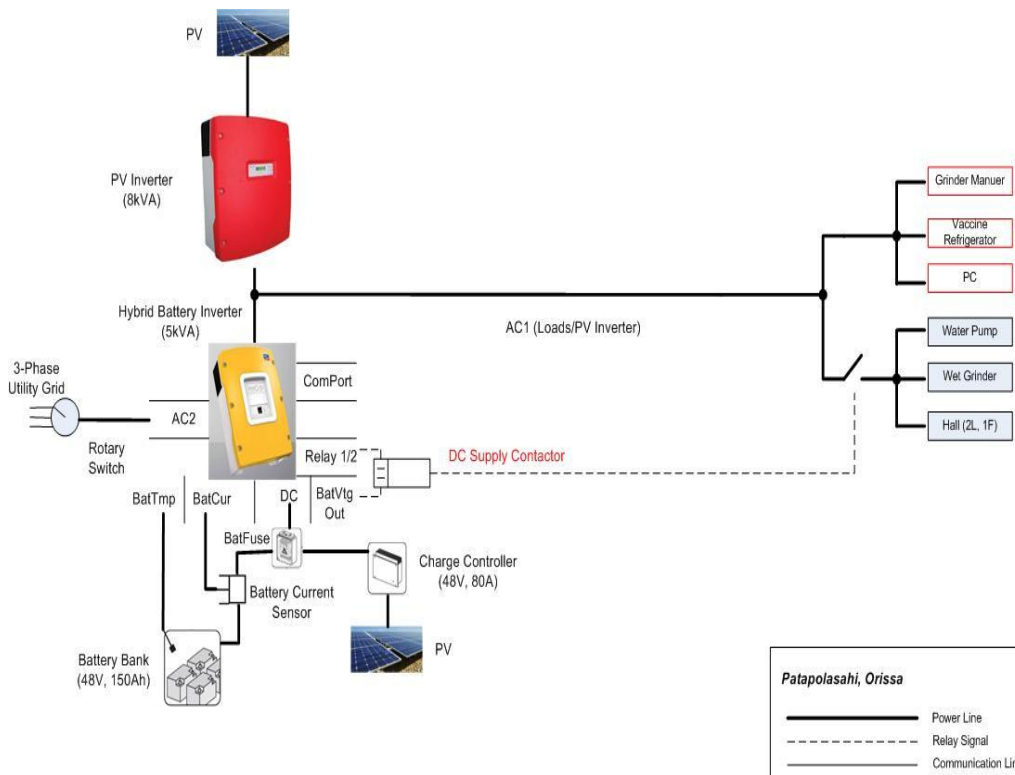 PV
PV Inverter
(8kVA)
Grinder Manuer
Vaccine
Refrigerator
PC
Hybrid Battery Inverter
(5kVA)
AC1 (Loads/PV Inverter)
Water Pump
Wet Grinder
Hall (2L, 1F)
3-Phase
Utility Grid
ComPort
AC2
Rotary
Switch
Relay 1/2
DC Supply Contactor
BatTmp
BatCur
DC
BatVtg
Out
BatFuse
Charge Controller
(48V, 80A)
Battery Current
Sensor
PV
Battery Bank
(48V, 150Ah)
Patapolasahi, Orissa
Power Line
Relay Signal
Communication Lin